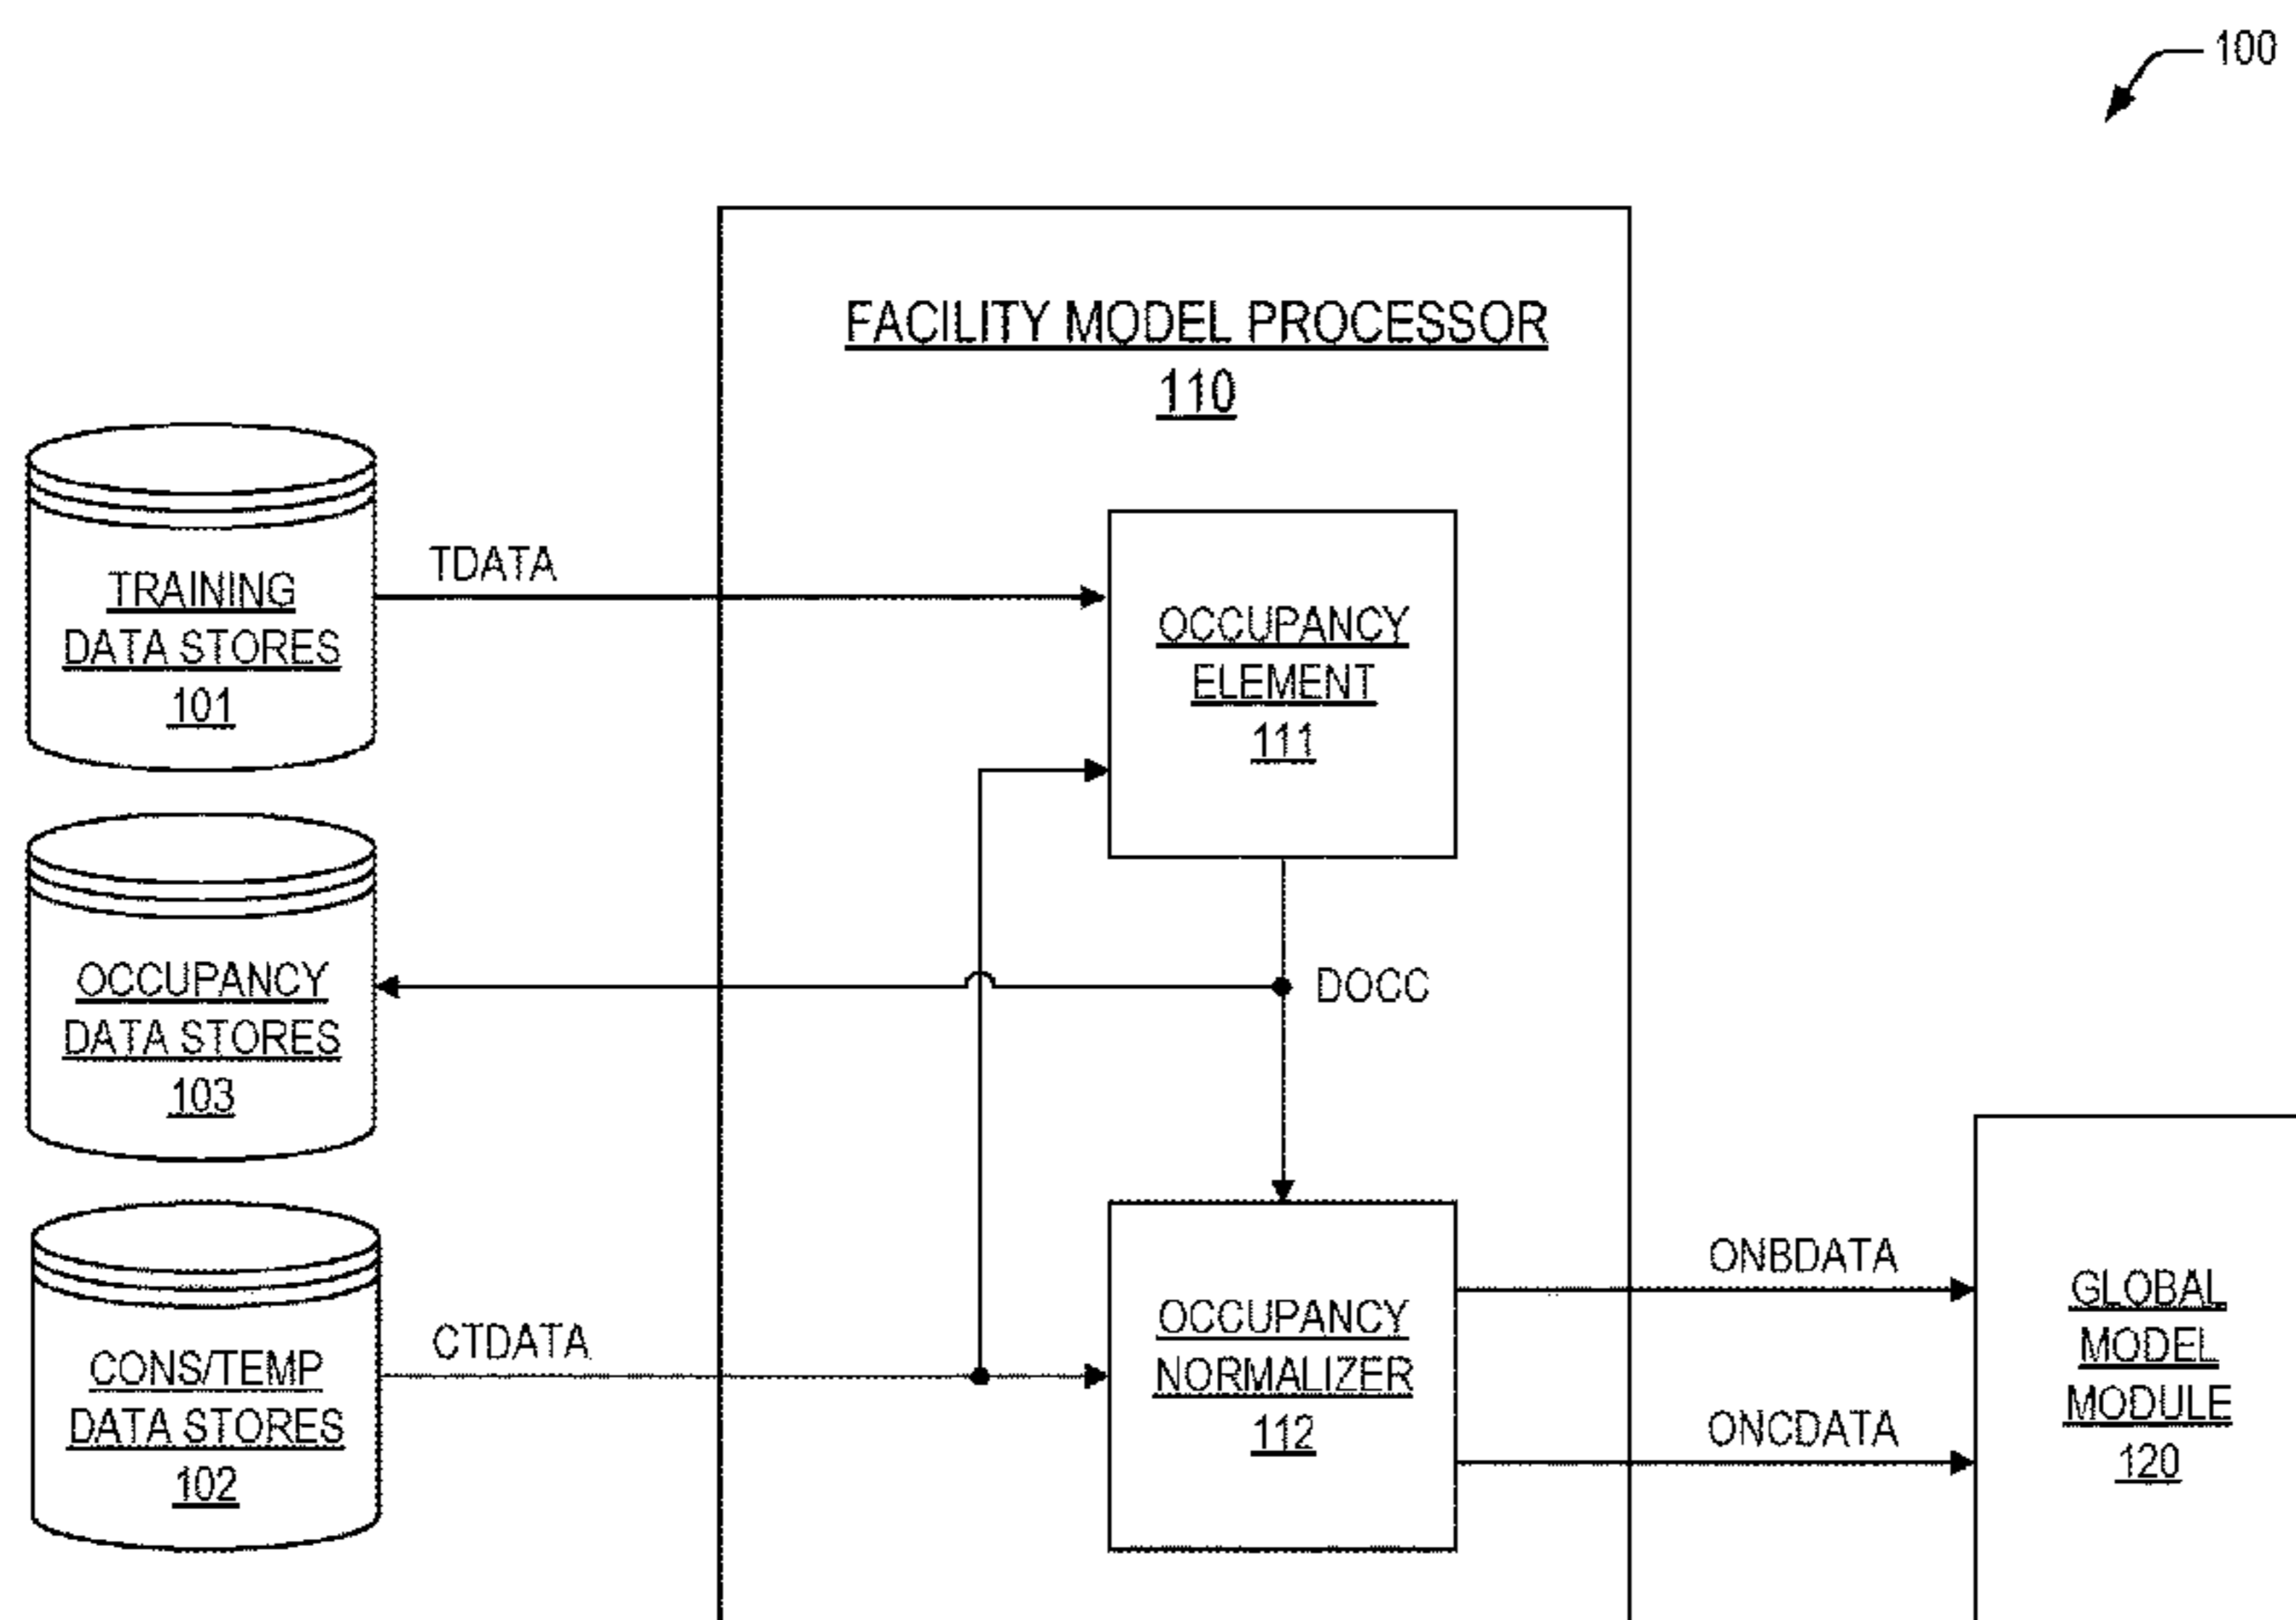 100
FACILITY MODEL PROCESSOR
110
TRAINING
DATA STORES
101
TDATA
OCCUPANCY
ELEMENT
111
OCCUPANCY
DATA STORES
103
DOCC
CONS/TEMP
DATA STORES
102
CTDATA
OCCUPANCY
NORMALIZER
112
ONBDATA
ONCDATA
GLOBAL
MODEL
MODULE
120